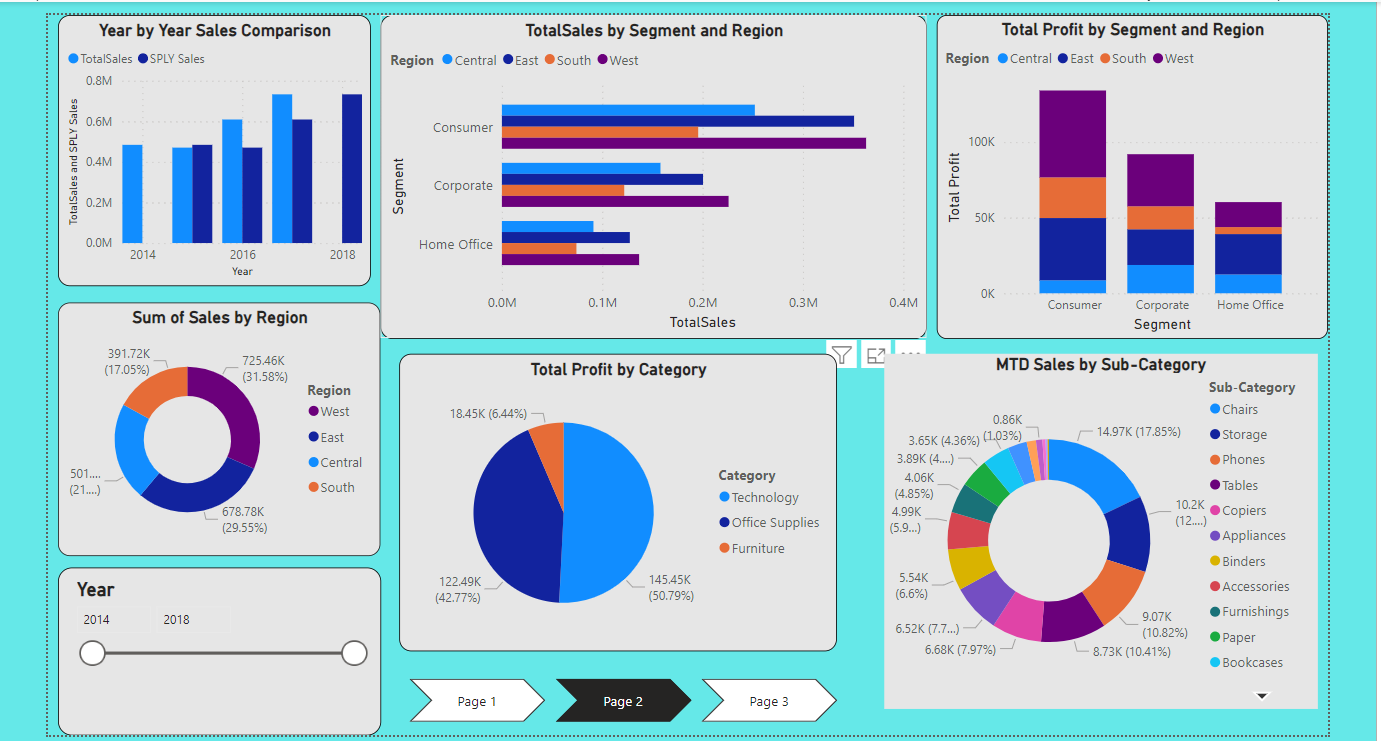 Year by Year Sales Comparison
TotalSales SPLY Sales
TotalSales and SPLY Sales
0.8M
0.6M
0.4M
0.2M
0.0M
2014 2016 2018
Year
TotalSales by Segment and Region
Region Central East South West
Segment
Consumer
Corporate
Home Office
0.0M 0.1M 0.2M 0.3M 0.4M
TotalSales
Total Profit by Segment and Region
Region Central East South West
Total Profit
100K
50K
0K
Consumer Corporate Home Office
Segment
Sum of Sales by Region
391.72K
(17.05%)
725.46K
(31.58%)
501....
(21....)
678.78K
(29.55%)
Region
West
East
Central
South
Total Profit by Category
18.45K (6.44%)
122.49K
(42.77%)
145.45K
(50.79%)
Category
Technology
Office Supplies
Furniture
MTD Sales by Sub-Category
0.86K
(1.03%)
14.97K (17.85%)
3.65K (4.36%)
3.89K (4....)
4.06K
(4.85%)
4.99K
(5.9...)
5.54K
(6.6%)
6.52K (7.7...)
6.68K (7.97%)
8.73K (10.41%)
9.07K
(10.82%)
10.2K
(12....)
Sub-Category
Chairs
Storage
Phones
Tables
Copiers
Appliances
Binders
Accessories
Furnishings
Paper
Bookcases
Year
2014 2018
Page 1 Page 2 Page 3